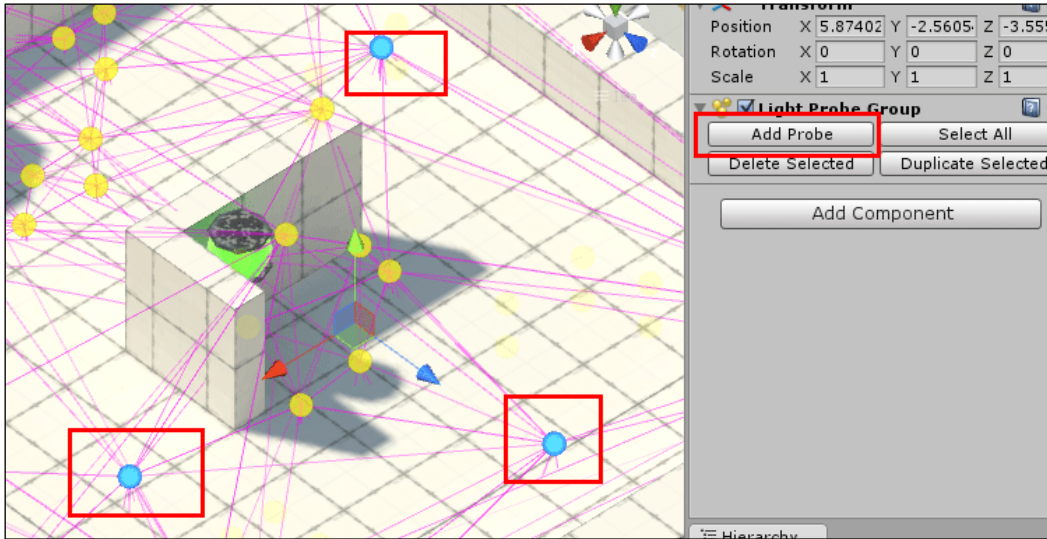 Transform
Position X 5.87402 Y -2.5605 Z -3.555
Rotation X 0 Y 0 Z 0
Scale X 1 Y 1 Z 1
Light Probe Group
Add Probe Select All
Delete Selected Duplicate Selected
Add Component
Hierarchy